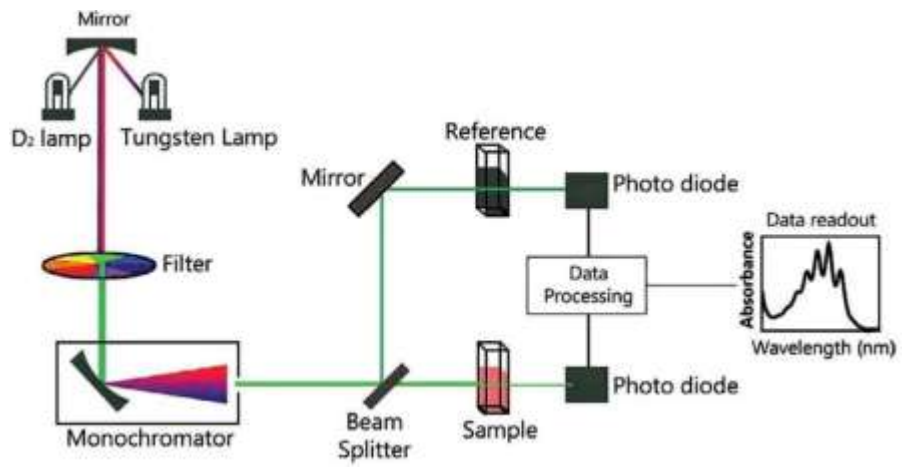 Mirror
D₂ lamp
Tungsten Lamp
Filter
Monochromator
Mirror
Beam
Splitter
Reference
Sample
Photo diode
Data
Processing
Photo diode
Data readout
Absorbance
Wavelength (nm)